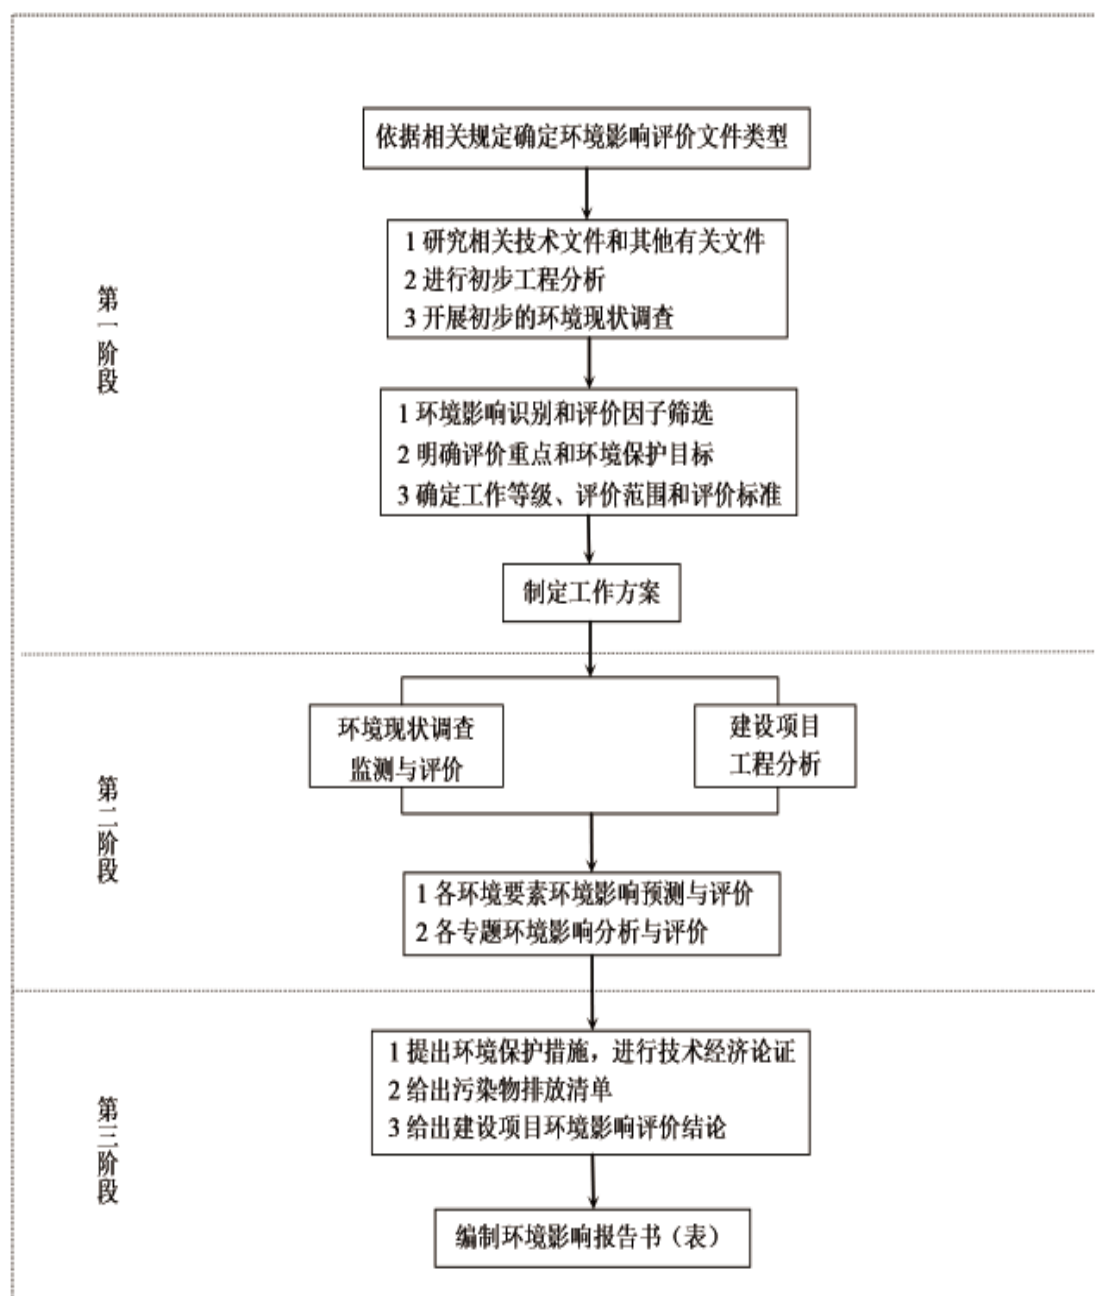 依据相关规定确定环境影响评价文件类型
1 研究相关技术文件和其他有关文件
2 进行初步工程分析
3 开展初步的环境现状调查
第一阶段
1 环境影响识别和评价因子筛选
2 明确评价重点和环境保护目标
3 确定工作等级、评价范围和评价标准
制定工作方案
环境现状调查
监测与评价
建设项目
工程分析
第二阶段
1 各环境要素环境影响预测与评价
2 各专题环境影响分析与评价
1 提出环境保护措施，进行技术经济论证
2 给出污染物排放清单
3 给出建设项目环境影响评价结论
第三阶段
编制环境影响报告书（表）